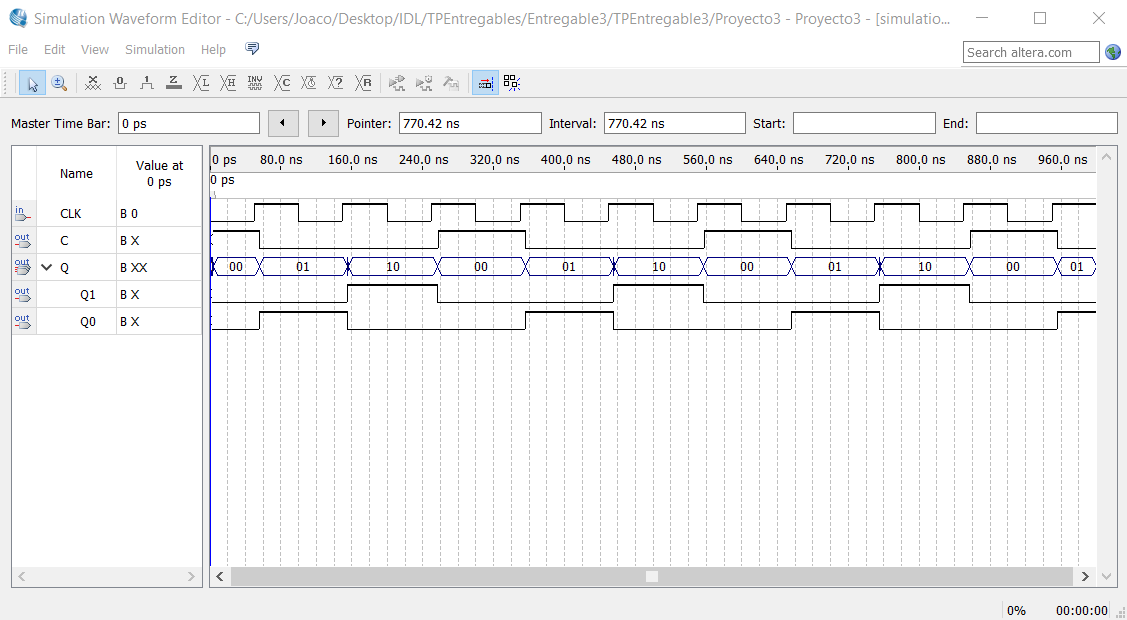 Simulation Waveform Editor - C:/Users/Joaco/Desktop/IDL/TPEntregables/Entregable3/TPEntregable3/Proyecto3 - Proyecto3 - [simulatio...
File Edit View Simulation Help
Search altera.com
Master Time Bar: 0 ps Pointer: 770.42 ns Interval: 770.42 ns Start: End:
Name Value at 0 ps
0 ps 80.0 ns 160.0 ns 240.0 ns 320.0 ns 400.0 ns 480.0 ns 560.0 ns 640.0 ns 720.0 ns 800.0 ns 880.0 ns 960.0 ns
0 ps
in CLK B 0
out C B X
out Q B XX 00 01 10 00 01 10 00 01 10 00 01
out Q1 B X
out Q0 B X
0% 00:00:00